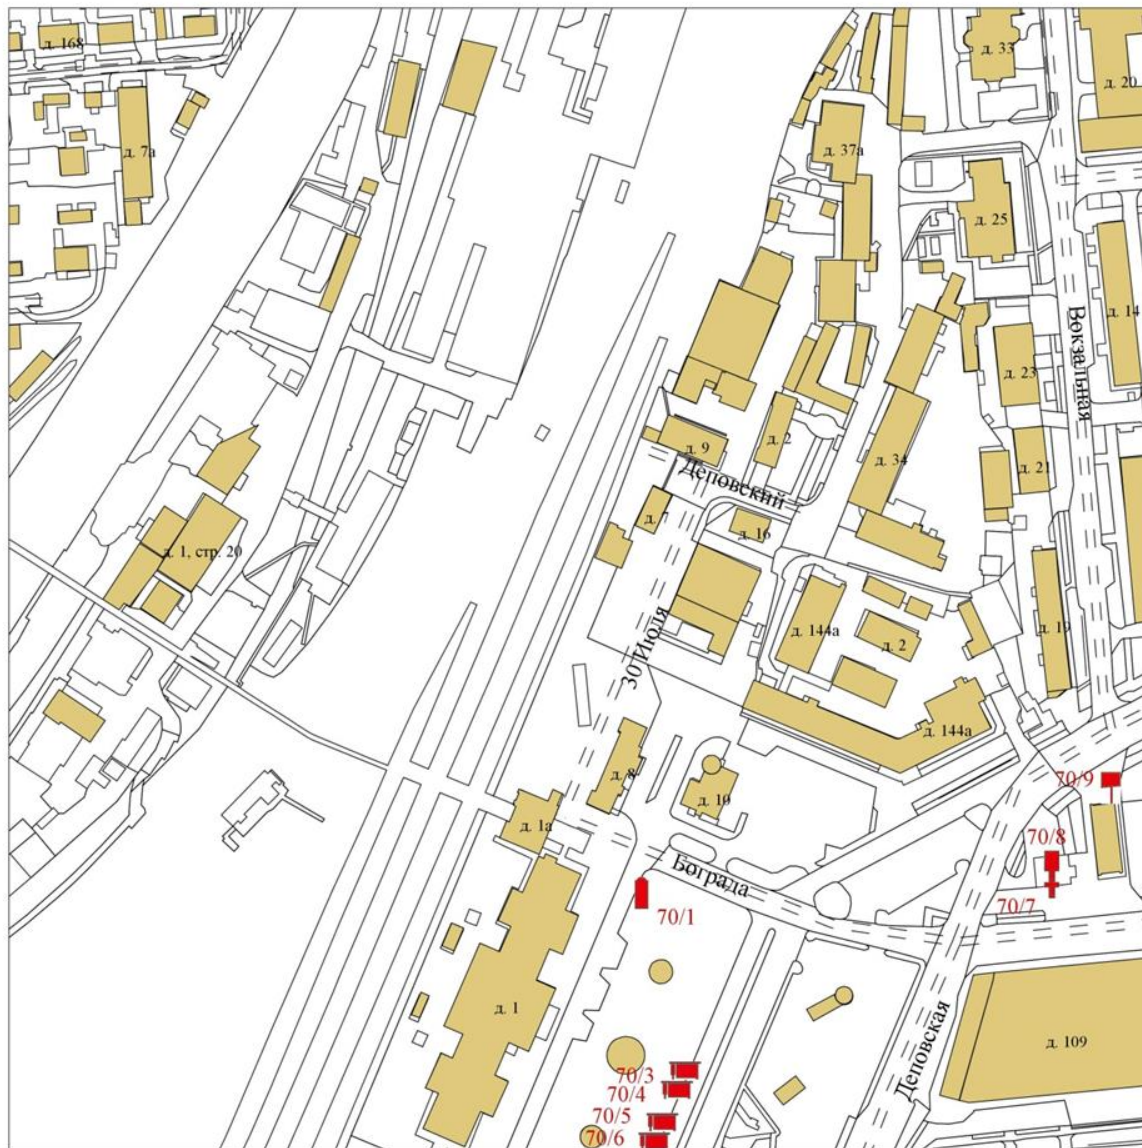 д. 168
д. 33
д. 20
д. 7а
д. 37а
д. 25
д. 14
Вокзальная
д. 23
д. 2
д. 9
д. 34
д. 21
Деповский
д. 7
д. 16
д. 1, стр. 20
30 Июля
д. 144а
д. 2
д. 19
д. 144а
д. 8
70/9
д. 10
д. 1а
70/8
Бограда
70/7
70/1
д. 1
Деповская
д. 109
70/3
70/4
70/5
70/6